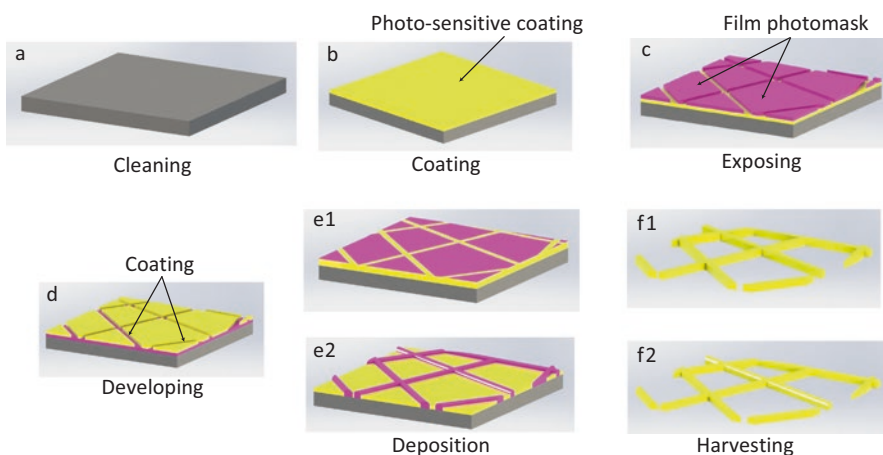 Photo-sensitive coating
Film photomask
a
b
c
Cleaning
Coating
Exposing
e1
f1
Coating
d
Developing
e2
f2
Deposition
Harvesting